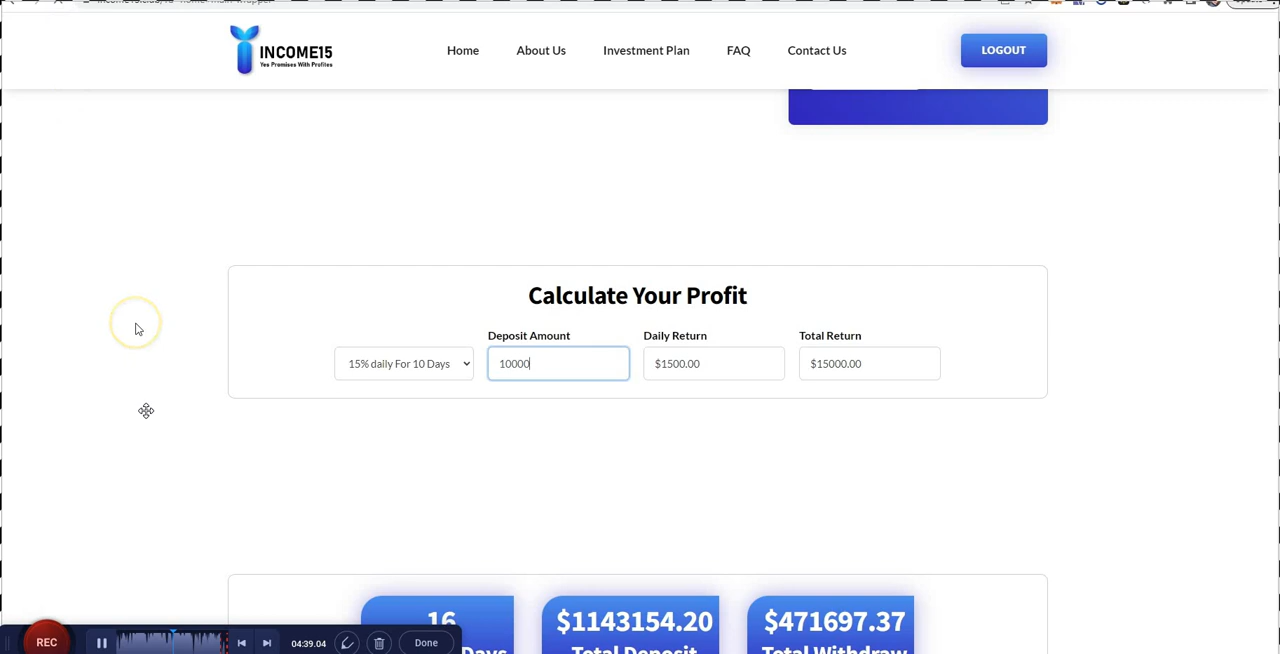 INCOME15
Yes Promises With Profites
Home
About Us
Investment Plan
FAQ
Contact Us
LOGOUT
Calculate Your Profit
Deposit Amount
Daily Return
Total Return
15% daily For 10 Days
10000
$1500.00
$15000.00
16
$1143154.20
$471697.37
Days
Total Deposit
Total Withdraw
REC
04:39.04
Done